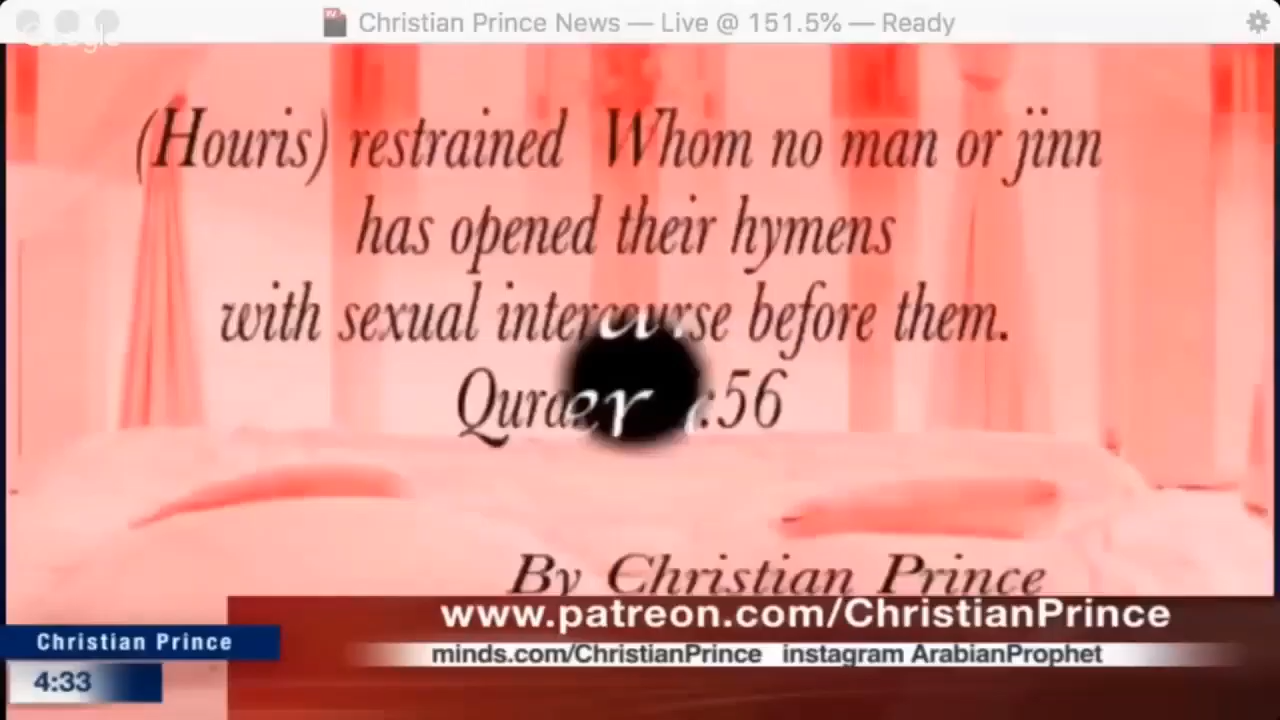 Christian Prince News — Live @ 151.5% — Ready
Google
(Houris) restrained Whom no man or jinn
has opened their hymens
with sexual intercourse before them.
:56
By Christian Prince
www.patreon.com/ChristianPrince
Christian Prince
minds.com/ChristianPrince instagram ArabianProphet
4:33